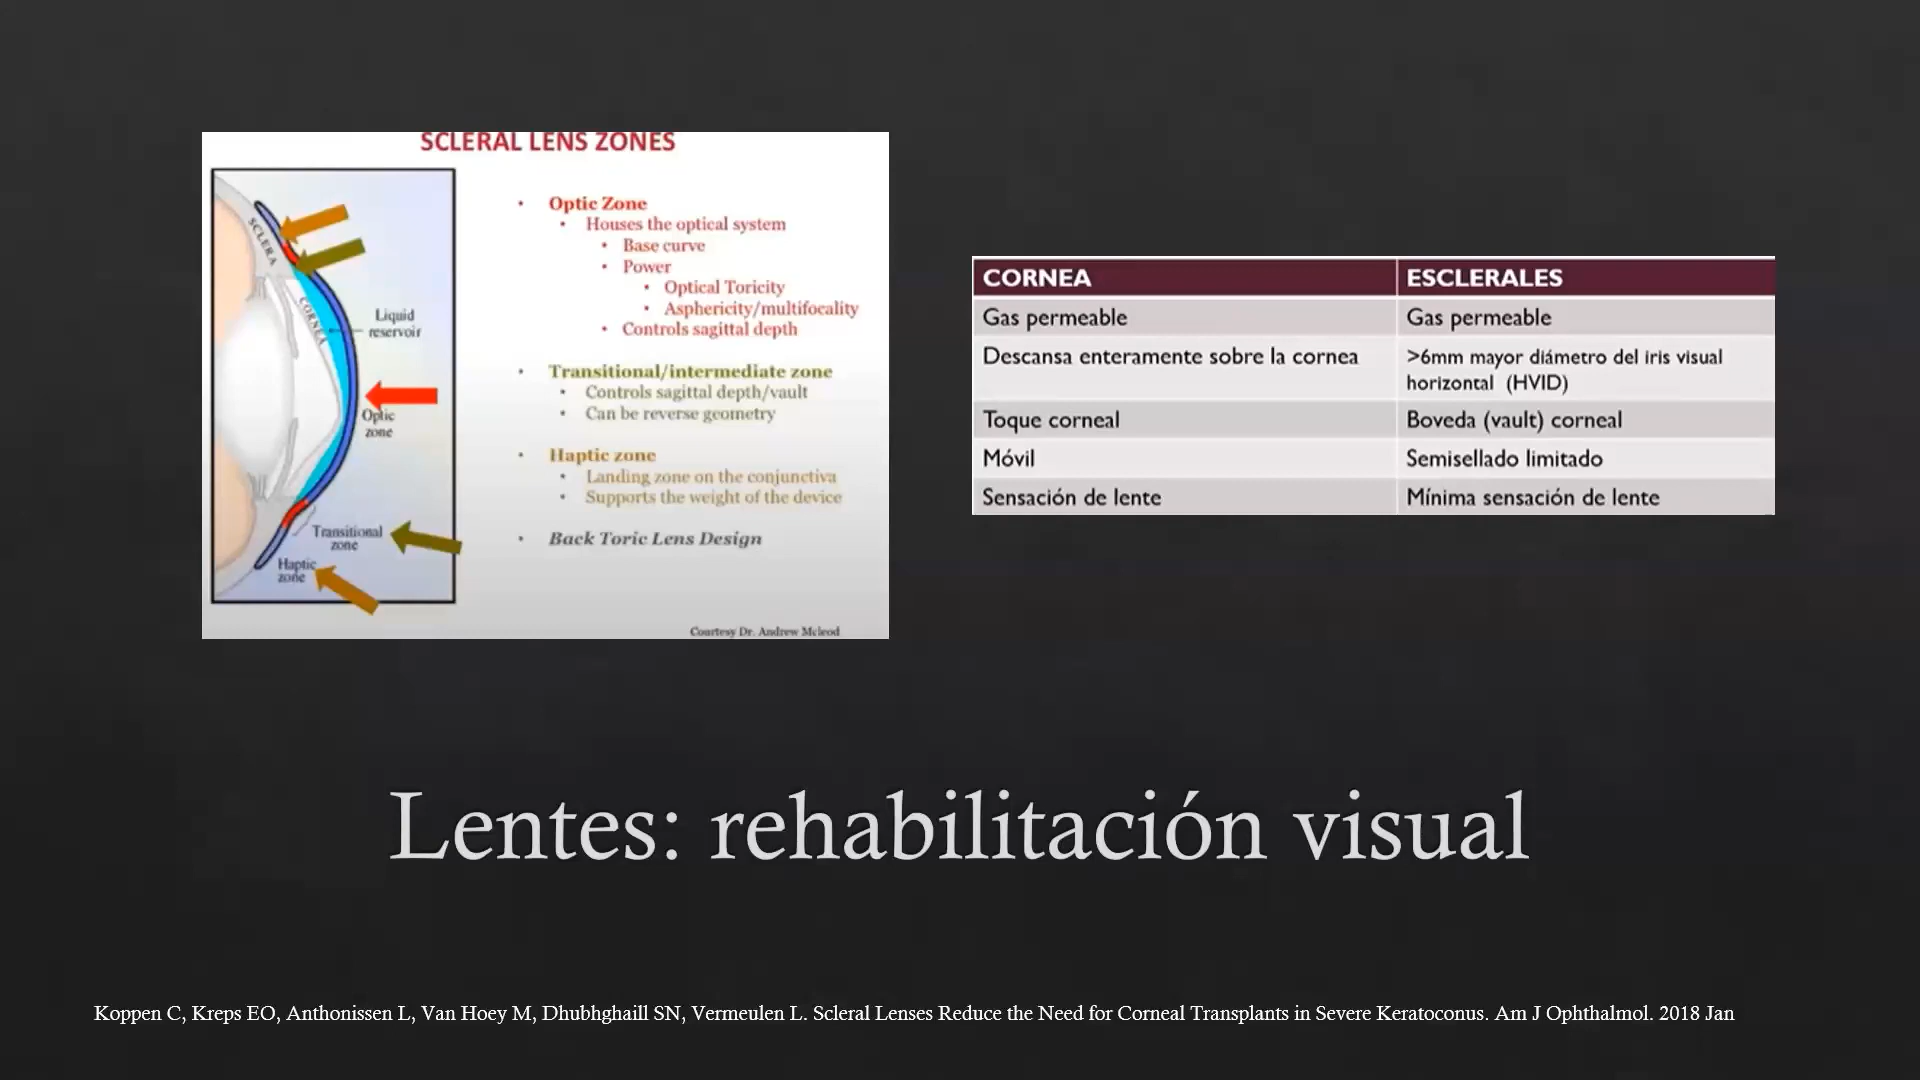 SCLERAL LENS ZONES
SCLERA
CORNEA
Liquid
reservoir
Optic
zone
Transitional
zone
Haptic
zone
• Optic Zone
• Houses the optical system
• Base curve
• Power
• Optical Toricity
• Asphericity/multifocality
• Controls sagittal depth
• Transitional/intermediate zone
• Controls sagittal depth/vault
• Can be reverse geometry
• Haptic zone
• Landing zone on the conjunctiva
• Supports the weight of the device
• Back Toric Lens Design
Courtesy Dr. Andrew Mcleod
CORNEA ESCLERALES
Gas permeable Gas permeable
Descansa enteramente sobre la cornea >6mm mayor diámetro del iris visual
horizontal (HVID)
Toque corneal Boveda (vault) corneal
Móvil Semisellado limitado
Sensación de lente Mínima sensación de lente
Lentes: rehabilitación visual
Koppen C, Kreps EO, Anthonissen L, Van Hoey M, Dhubhghaill SN, Vermeulen L. Scleral Lenses Reduce the Need for Corneal Transplants in Severe Keratoconus. Am J Ophthalmol. 2018 Jan